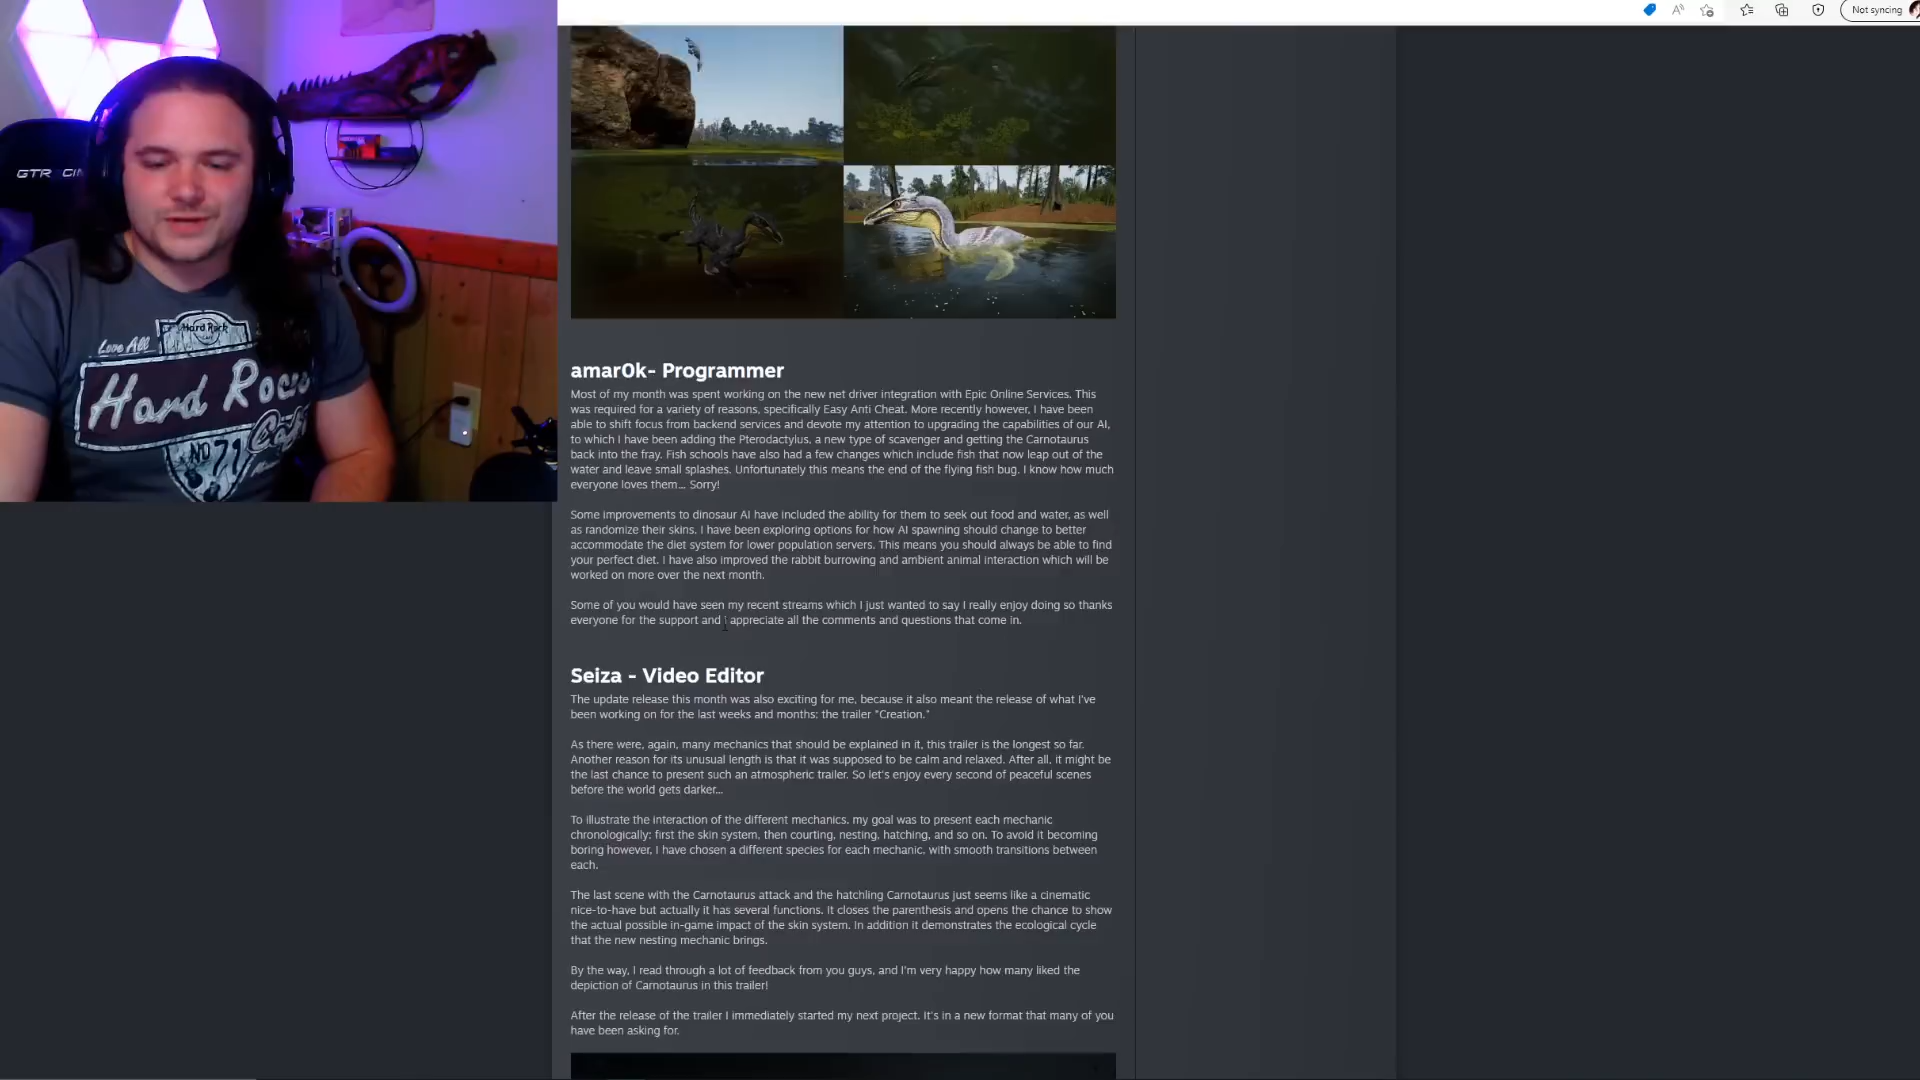 Not syncing
GTR
Hard Rock
Love All
Hard Rock
Cafe
NO 71
amar0k- Programmer
Most of my month was spent working on the new net driver integration with Epic Online Services. This
was required for a variety of reasons, specifically Easy Anti Cheat. More recently however, I have been
able to shift focus from backend services and devote my attention to upgrading the capabilities of our AI,
to which I have been adding the Pterodactylus, a new type of scavenger and getting the Carnotaurus
back into the fray. Fish schools have also had a few changes which include fish that now leap out of the
water and leave small splashes. Unfortunately this means the end of the flying fish bug. I know how much
everyone loves them... Sorry!
Some improvements to dinosaur AI have included the ability for them to seek out food and water, as well
as randomize their skins. I have been exploring options for how AI spawning should change to better
accommodate the diet system for lower population servers. This means you should always be able to find
your perfect diet. I have also improved the rabbit burrowing and ambient animal interaction which will be
worked on more over the next month.
Some of you would have seen my recent streams which I just wanted to say I really enjoy doing so thanks
everyone for the support and I appreciate all the comments and questions that come in.
Seiza - Video Editor
The update release this month was also exciting for me, because it also meant the release of what I've
been working on for the last weeks and months: the trailer "Creation."
As there were, again, many mechanics that should be explained in it, this trailer is the longest so far.
Another reason for its unusual length is that it was supposed to be calm and relaxed. After all, it might be
the last chance to present such an atmospheric trailer. So let's enjoy every second of peaceful scenes
before the world gets darker...
To illustrate the interaction of the different mechanics, my goal was to present each mechanic
chronologically: first the skin system, then courting, nesting, hatching, and so on. To avoid it becoming
boring however, I have chosen a different species for each mechanic, with smooth transitions between
each.
The last scene with the Carnotaurus attack and the hatchling Carnotaurus just seems like a cinematic
nice-to-have but actually it has several functions. It closes the parenthesis and opens the chance to show
the actual possible in-game impact of the skin system. In addition it demonstrates the ecological cycle
that the new nesting mechanic brings.
By the way, I read through a lot of feedback from you guys, and I'm very happy how many liked the
depiction of Carnotaurus in this trailer!
After the release of the trailer I immediately started my next project. It's in a new format that many of you
have been asking for.